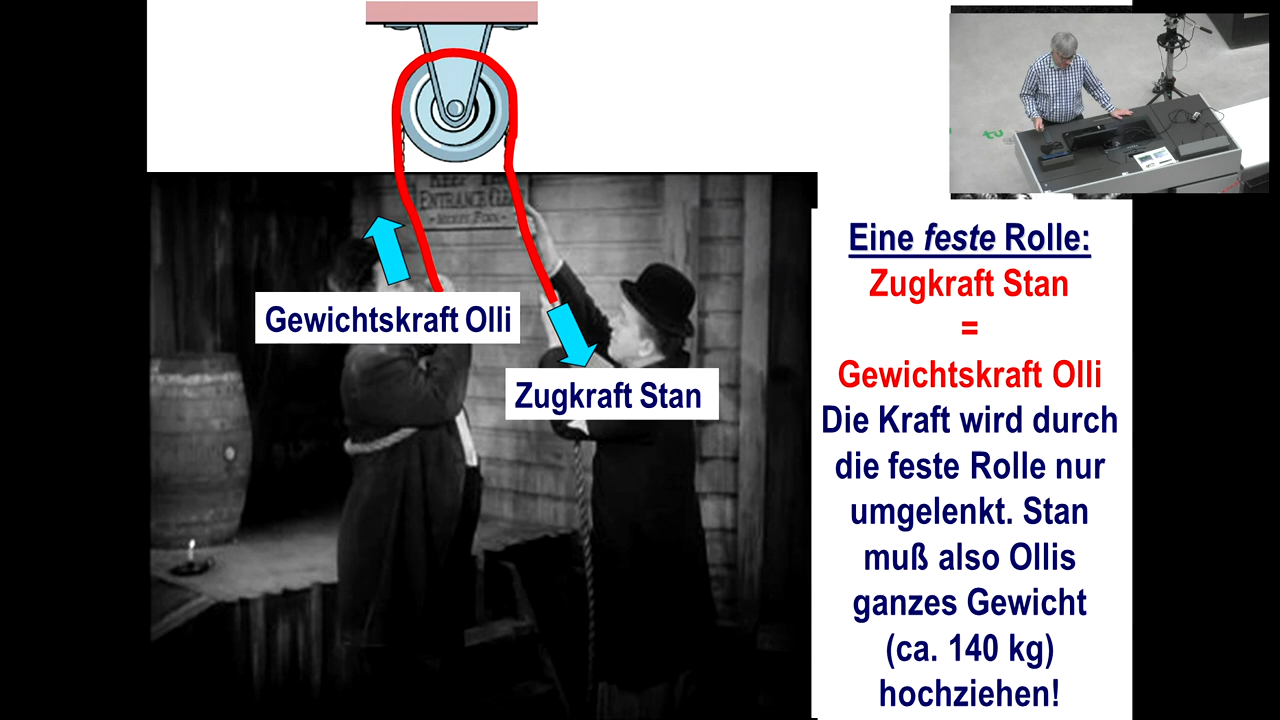 ENTRANCE
Gewichtskraft Olli
Zugkraft Stan
Eine feste Rolle:
Zugkraft Stan
=
Gewichtskraft Olli
Die Kraft wird durch
die feste Rolle nur
umgelenkt. Stan
muß also Ollis
ganzes Gewicht
(ca. 140 kg)
hochziehen!